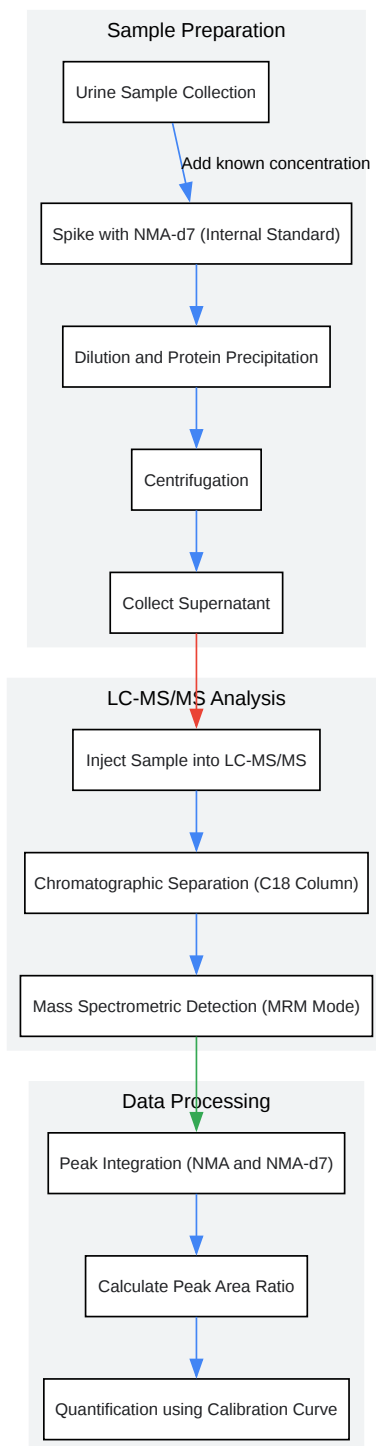 Sample Preparation
Urine Sample Collection
Add known concentration
Spike with NMA-d7 (Internal Standard)
Dilution and Protein Precipitation
Centrifugation
Collect Supernatant
LC-MS/MS Analysis
Inject Sample into LC-MS/MS
Chromatographic Separation (C18 Column)
Mass Spectrometric Detection (MRM Mode)
Data Processing
Peak Integration (NMA and NMA-d7)
Calculate Peak Area Ratio
Quantification using Calibration Curve